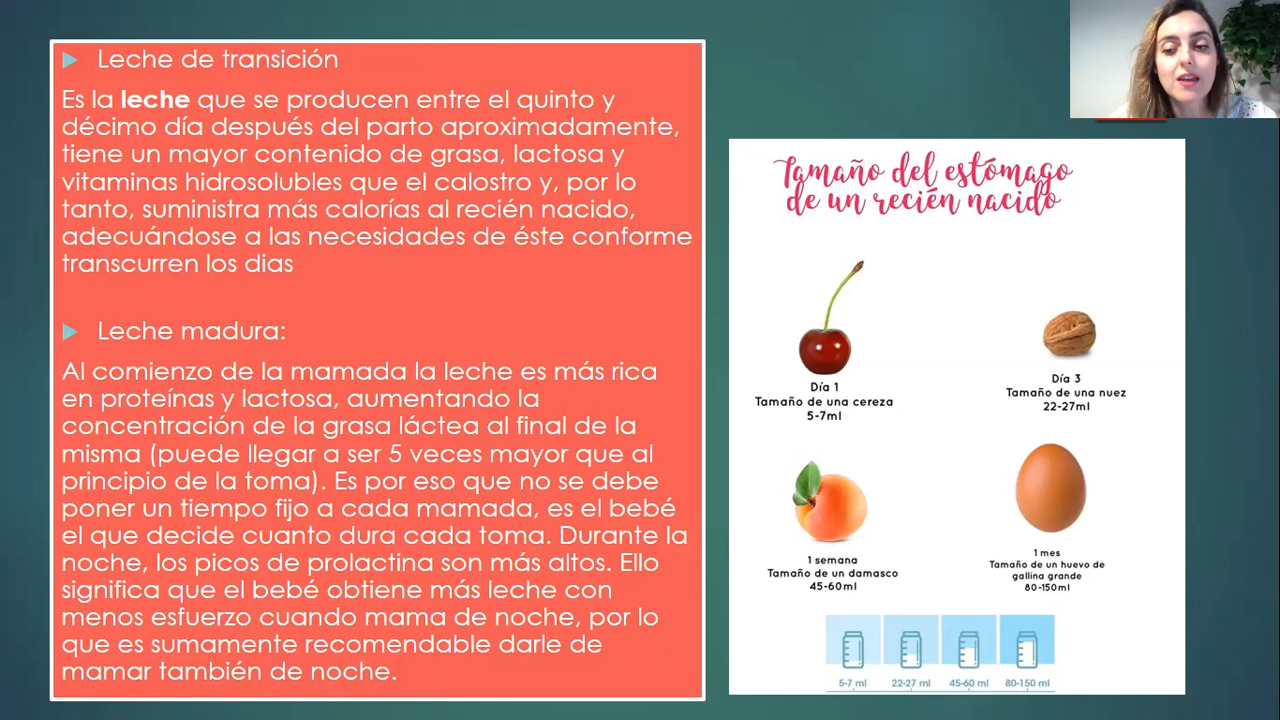 Leche de transición
Es la leche que se producen entre el quinto y
décimo día después del parto aproximadamente,
tiene un mayor contenido de grasa, lactosa y
vitaminas hidrosolubles que el calostro y, por lo
tanto, suministra más calorías al recién nacido,
adecuándose a las necesidades de éste conforme
transcurren los dias
Leche madura:
Al comienzo de la mamada la leche es más rica
en proteínas y lactosa, aumentando la
concentración de la grasa láctea al final de la
misma (puede llegar a ser 5 veces mayor que al
principio de la toma). Es por eso que no se debe
poner un tiempo fijo a cada mamada, es el bebé
el que decide cuanto dura cada toma. Durante la
noche, los picos de prolactina son más altos. Ello
significa que el bebé obtiene más leche con
menos esfuerzo cuando mama de noche, por lo
que es sumamente recomendable darle de
mamar también de noche.
Tamaño del estómago
de un recién nacido
Día 1
Tamaño de una cereza
5-7ml
Día 3
Tamaño de una nuez
22-27ml
1 semana
Tamaño de un damasco
45-60ml
1 mes
Tamaño de un huevo de
gallina grande
80-150ml
5-7 ml
22-27 ml
45-60 ml
80-150 ml